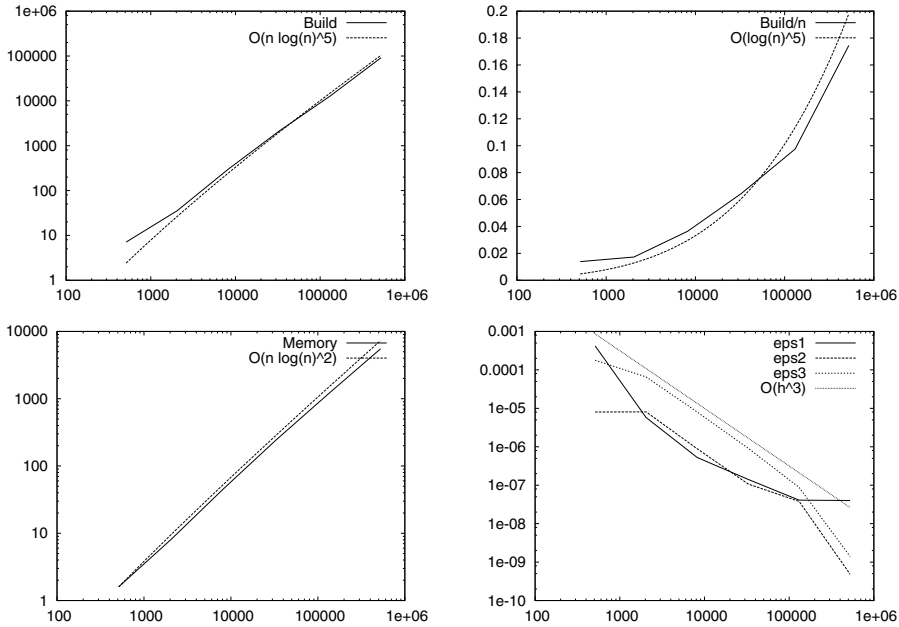 1e+06
100000
10000
1000
100
10
1
100 1000 10000 100000 1e+06
Build
O(n log(n)^5)
0.2
0.18
0.16
0.14
0.12
0.1
0.08
0.06
0.04
0.02
0
100 1000 10000 100000 1e+06
Build/n
O(log(n)^5)
10000
1000
100
10
1
100 1000 10000 100000 1e+06
Memory
O(n log(n)^2)
0.001
0.0001
1e-05
1e-06
1e-07
1e-08
1e-09
1e-10
100 1000 10000 100000 1e+06
eps1
eps2
eps3
O(h^3)